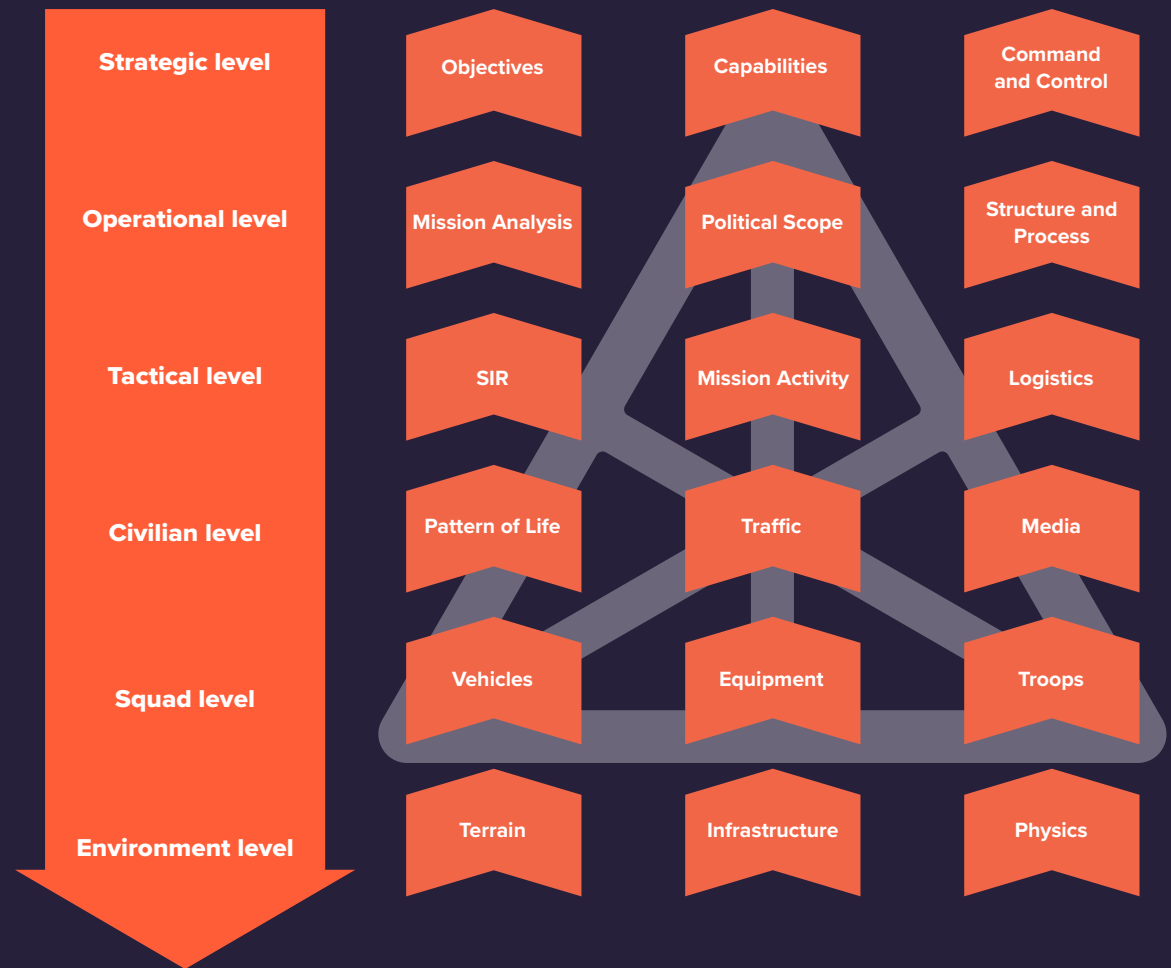 Strategic level
Objectives
Capabilities
Command
and Control
Operational level
Mission Analysis
Political Scope
Structure and
Process
Tactical level
SIR
Mission Activity
Logistics
Civilian level
Pattern of Life
Traffic
Media
Squad level
Vehicles
Equipment
Troops
Environment level
Terrain
Infrastructure
Physics